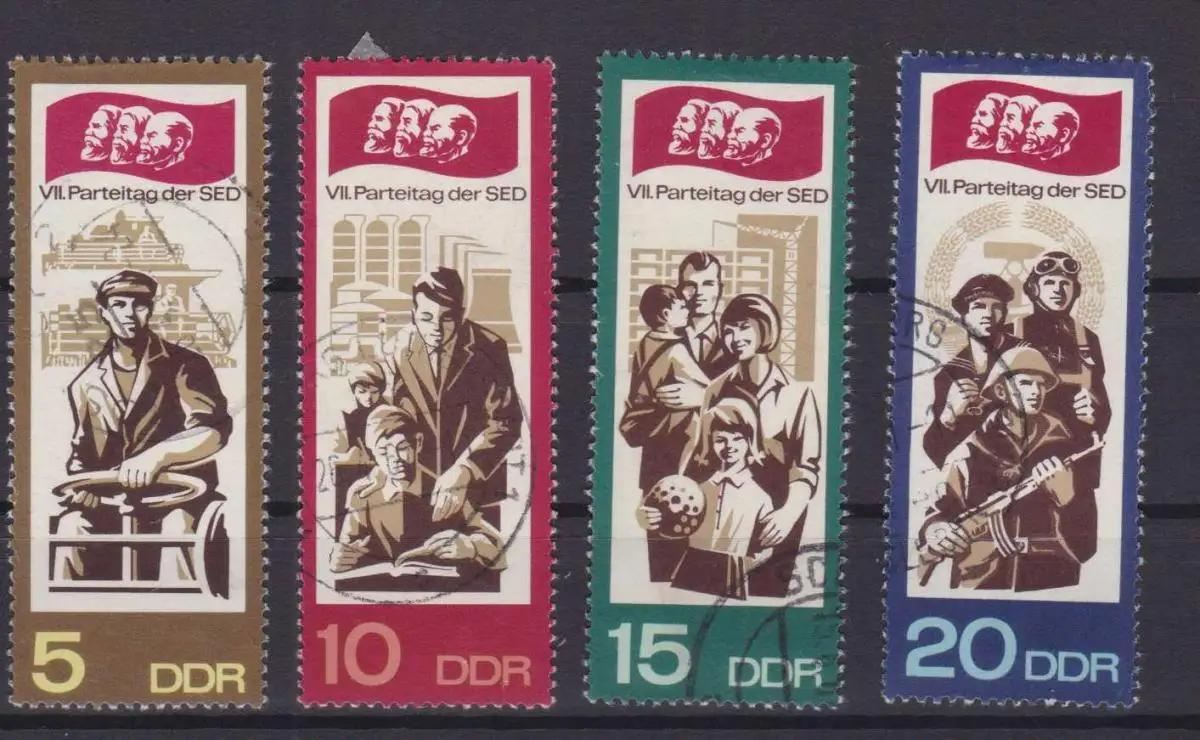 VII. Parteitag der SED
5 DDR
VII. Parteitag der SED
10 DDR
VII. Parteitag der SED
15 DDR
VII. Parteitag der SED
20 DDR